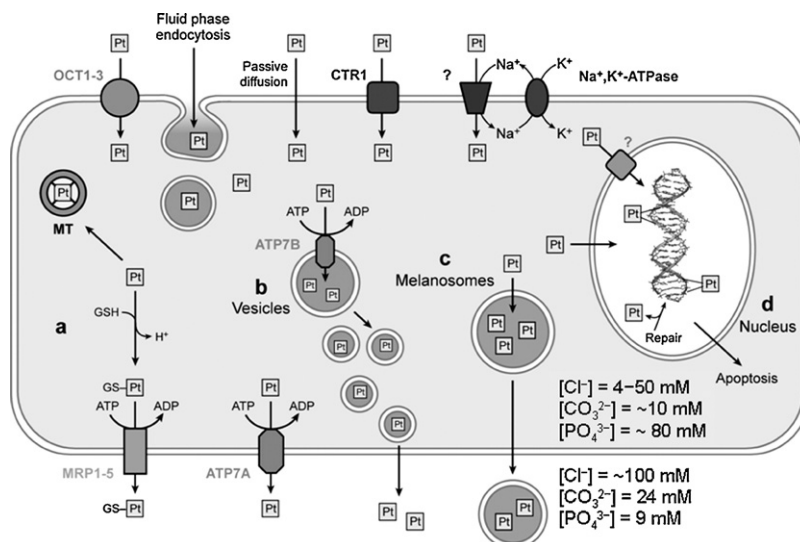 Fluid phase
endocytosis
Pt
Pt
Pt
Pt
OCT1-3
Passive
diffusion
CTR1
?
Na⁺
K⁺
Na⁺,K⁺-ATPase
Pt
Pt
Pt
Pt
Pt
Na⁺
K⁺
Pt
?
Pt
Pt
Pt
MT
Pt
ATP
ADP
ATP7B
Pt
Pt
b
Vesicles
c
Melanosomes
Pt
Pt
Pt
Pt
Pt
Pt
Pt
Pt
Pt
Repair
d
Nucleus
Apoptosis
a
Pt
GSH
H⁺
GS–Pt
ATP
ADP
MRP1-5
GS–Pt
Pt
ATP
ADP
ATP7A
Pt
Pt
Pt
Pt
Pt
Pt
Pt
[Cl⁻] = 4–50 mM
[CO₃²⁻] = ~10 mM
[PO₄³⁻] = ~ 80 mM
[Cl⁻] = ~100 mM
[CO₃²⁻] = 24 mM
[PO₄³⁻] = 9 mM
Pt
Pt